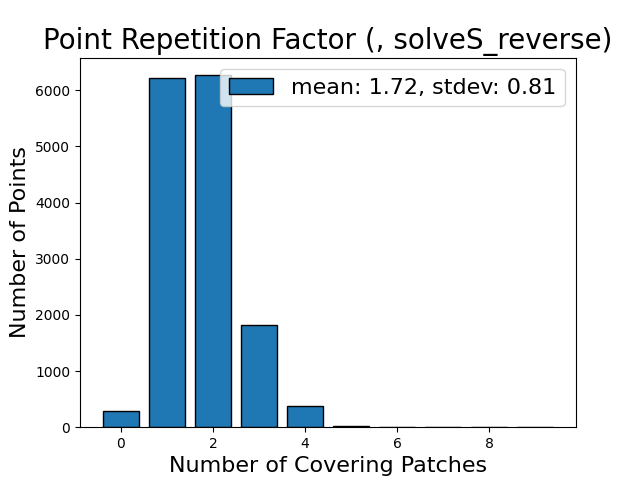 Point Repetition Factor (, solveS_reverse)
mean: 1.72, stdev: 0.81
Number of Points
6000
5000
4000
3000
2000
1000
0
0 2 4 6 8
Number of Covering Patches